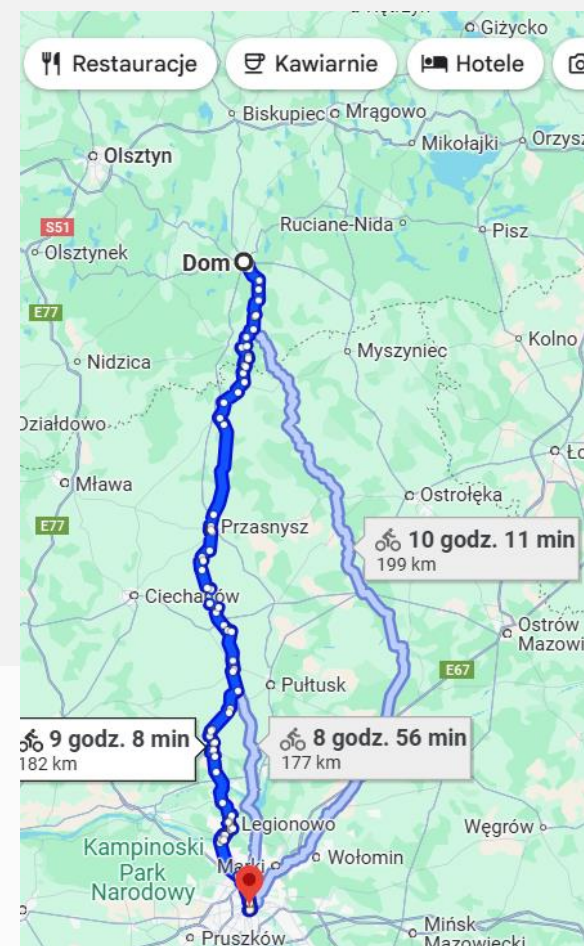 Giżycko
Restauracje
Kawiarnie
Hotele
Biskupiec
Mrągowo
Mikołajki
Orzysz
Olsztyn
S51
Ruciane-Nida
Pisz
Olsztynek
Dom
E77
Kolno
Myszyniec
Nidzica
Działdowo
Mława
Ostrołęka
E77
Przasnysz
10 godz. 11 min
199 km
Ciechanów
Ostrów
Mazowi
E67
Pułtusk
9 godz. 8 min
182 km
8 godz. 56 min
177 km
Legionowo
Węgrów
Kampinoski
Park
Narodowy
Marki
Wołomin
Pruszków
Mińsk
Mazowiecki